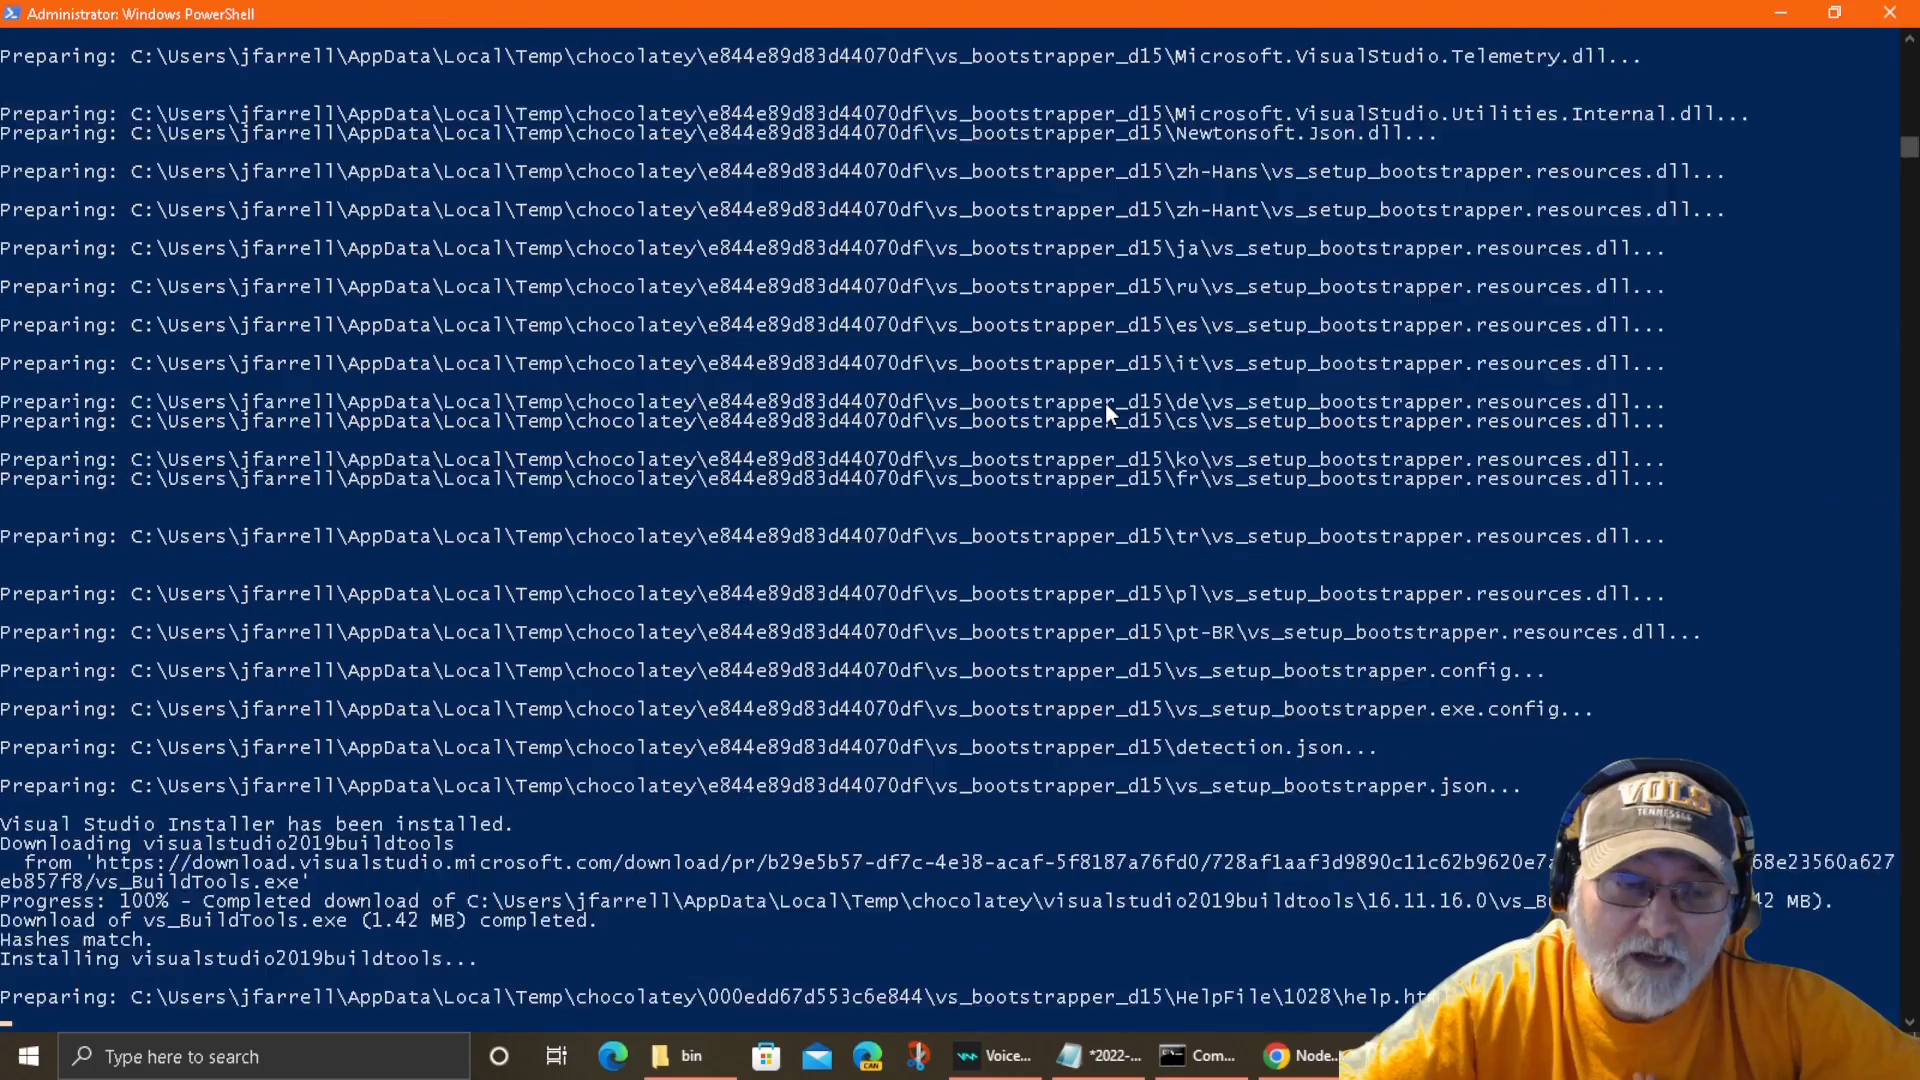 Administrator: Windows PowerShell
Preparing: C:\Users\jfarrell\AppData\Local\Temp\chocolatey\e844e89d83d44070df\vs_bootstrapper_d15\Microsoft.VisualStudio.Telemetry.dll...
Preparing: C:\Users\jfarrell\AppData\Local\Temp\chocolatey\e844e89d83d44070df\vs_bootstrapper_d15\Microsoft.VisualStudio.Utilities.Internal.dll...
Preparing: C:\Users\jfarrell\AppData\Local\Temp\chocolatey\e844e89d83d44070df\vs_bootstrapper_d15\Newtonsoft.Json.dll...
Preparing: C:\Users\jfarrell\AppData\Local\Temp\chocolatey\e844e89d83d44070df\vs_bootstrapper_d15\zh-Hans\vs_setup_bootstrapper.resources.dll...
Preparing: C:\Users\jfarrell\AppData\Local\Temp\chocolatey\e844e89d83d44070df\vs_bootstrapper_d15\zh-Hant\vs_setup_bootstrapper.resources.dll...
Preparing: C:\Users\jfarrell\AppData\Local\Temp\chocolatey\e844e89d83d44070df\vs_bootstrapper_d15\ja\vs_setup_bootstrapper.resources.dll...
Preparing: C:\Users\jfarrell\AppData\Local\Temp\chocolatey\e844e89d83d44070df\vs_bootstrapper_d15\ru\vs_setup_bootstrapper.resources.dll...
Preparing: C:\Users\jfarrell\AppData\Local\Temp\chocolatey\e844e89d83d44070df\vs_bootstrapper_d15\es\vs_setup_bootstrapper.resources.dll...
Preparing: C:\Users\jfarrell\AppData\Local\Temp\chocolatey\e844e89d83d44070df\vs_bootstrapper_d15\it\vs_setup_bootstrapper.resources.dll...
Preparing: C:\Users\jfarrell\AppData\Local\Temp\chocolatey\e844e89d83d44070df\vs_bootstrapper_d15\de\vs_setup_bootstrapper.resources.dll...
Preparing: C:\Users\jfarrell\AppData\Local\Temp\chocolatey\e844e89d83d44070df\vs_bootstrapper_d15\cs\vs_setup_bootstrapper.resources.dll...
Preparing: C:\Users\jfarrell\AppData\Local\Temp\chocolatey\e844e89d83d44070df\vs_bootstrapper_d15\ko\vs_setup_bootstrapper.resources.dll...
Preparing: C:\Users\jfarrell\AppData\Local\Temp\chocolatey\e844e89d83d44070df\vs_bootstrapper_d15\fr\vs_setup_bootstrapper.resources.dll...
Preparing: C:\Users\jfarrell\AppData\Local\Temp\chocolatey\e844e89d83d44070df\vs_bootstrapper_d15\tr\vs_setup_bootstrapper.resources.dll...
Preparing: C:\Users\jfarrell\AppData\Local\Temp\chocolatey\e844e89d83d44070df\vs_bootstrapper_d15\pl\vs_setup_bootstrapper.resources.dll...
Preparing: C:\Users\jfarrell\AppData\Local\Temp\chocolatey\e844e89d83d44070df\vs_bootstrapper_d15\pt-BR\vs_setup_bootstrapper.resources.dll...
Preparing: C:\Users\jfarrell\AppData\Local\Temp\chocolatey\e844e89d83d44070df\vs_bootstrapper_d15\vs_setup_bootstrapper.config...
Preparing: C:\Users\jfarrell\AppData\Local\Temp\chocolatey\e844e89d83d44070df\vs_bootstrapper_d15\vs_setup_bootstrapper.exe.config...
Preparing: C:\Users\jfarrell\AppData\Local\Temp\chocolatey\e844e89d83d44070df\vs_bootstrapper_d15\detection.json...
Preparing: C:\Users\jfarrell\AppData\Local\Temp\chocolatey\e844e89d83d44070df\vs_bootstrapper_d15\vs_setup_bootstrapper.json...
Visual Studio Installer has been installed.
Downloading visualstudio2019buildtools
from 'https://download.visualstudio.microsoft.com/download/pr/b29e5b57-df7c-4e38-acaf-5f8187a76fd0/728af1aaf3d9890c11c62b9620e7a 68e23560a627
eb857f8/vs_BuildTools.exe'
Progress: 100% - Completed download of C:\Users\jfarrell\AppData\Local\Temp\chocolatey\visualstudio2019buildtools\16.11.16.0\vs_B 42 MB).
Download of vs_BuildTools.exe (1.42 MB) completed.
Hashes match.
Installing visualstudio2019buildtools...
Preparing: C:\Users\jfarrell\AppData\Local\Temp\chocolatey\000edd67d553c6e844\vs_bootstrapper_d15\HelpFile\1028\help.ht
VOLS
TENNESSEE
Type here to search
bin
CAN
Voice...
*2022-...
Com...
Node...